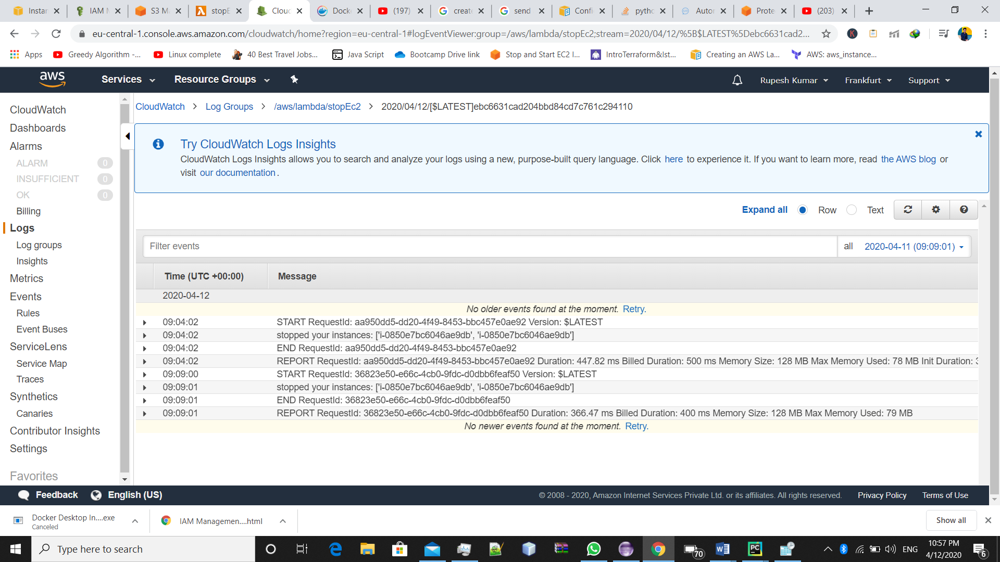 Instan
IAM M
S3 Ma
stopE
Clouc
Docke
(197)
create
send
Confi
pytho
Autor
Prote
(203)
eu-central-1.console.aws.amazon.com/cloudwatch/home?region=eu-central-1#logEventViewer:group=/aws/lambda/stopEc2;stream=2020/04/12/%5B$LATEST%5Debc6631cad2...
Apps
Greedy Algorithm -...
Linux complete
40 Best Travel Jobs...
Java Script
Bootcamp Drive link
Stop and Start EC2 I...
IntroTerraform&Ist...
Creating an AWS La...
AWS: aws_instance...
aws
Services
Resource Groups
Rupesh Kumar
Frankfurt
Support
CloudWatch
Dashboards
Alarms
ALARM 0
INSUFFICIENT 0
OK 0
Billing
Logs
Log groups
Insights
Metrics
Events
Rules
Event Buses
ServiceLens
Service Map
Traces
Synthetics
Canaries
Contributor Insights
Settings
Favorites
CloudWatch > Log Groups > /aws/lambda/stopEc2 > 2020/04/12/[$LATEST]ebc6631cad204bbd84cd7c761c294110
Try CloudWatch Logs Insights
CloudWatch Logs Insights allows you to search and analyze your logs using a new, purpose-built query language. Click here to experience it. If you want to learn more, read the AWS blog or
visit our documentation .
Expand all Row Text
Filter events
all 2020-04-11 (09:09:01)
Time (UTC +00:00) Message
2020-04-12
No older events found at the moment. Retry.
09:04:02 START RequestId: aa950dd5-dd20-4f49-8453-bbc457e0ae92 Version: $LATEST
09:04:02 stopped your instances: ['i-0850e7bc6046ae9db', 'i-0850e7bc6046ae9db']
09:04:02 END RequestId: aa950dd5-dd20-4f49-8453-bbc457e0ae92
09:04:02 REPORT RequestId: aa950dd5-dd20-4f49-8453-bbc457e0ae92 Duration: 447.82 ms Billed Duration: 500 ms Memory Size: 128 MB Max Memory Used: 78 MB Init Duration: 3
09:09:00 START RequestId: 36823e50-e66c-4cb0-9fdc-d0dbb6feaf50 Version: $LATEST
09:09:01 stopped your instances: ['i-0850e7bc6046ae9db', 'i-0850e7bc6046ae9db']
09:09:01 END RequestId: 36823e50-e66c-4cb0-9fdc-d0dbb6feaf50
09:09:01 REPORT RequestId: 36823e50-e66c-4cb0-9fdc-d0dbb6feaf50 Duration: 366.47 ms Billed Duration: 400 ms Memory Size: 128 MB Max Memory Used: 79 MB
No newer events found at the moment. Retry.
Feedback
English (US)
© 2008 - 2020, Amazon Internet Services Private Ltd. or its affiliates. All rights reserved.
Privacy Policy
Terms of Use
Docker Desktop In....exe
Canceled
IAM Managemen....html
Show all
Type here to search
70
ENG
10:57 PM
4/12/2020
6